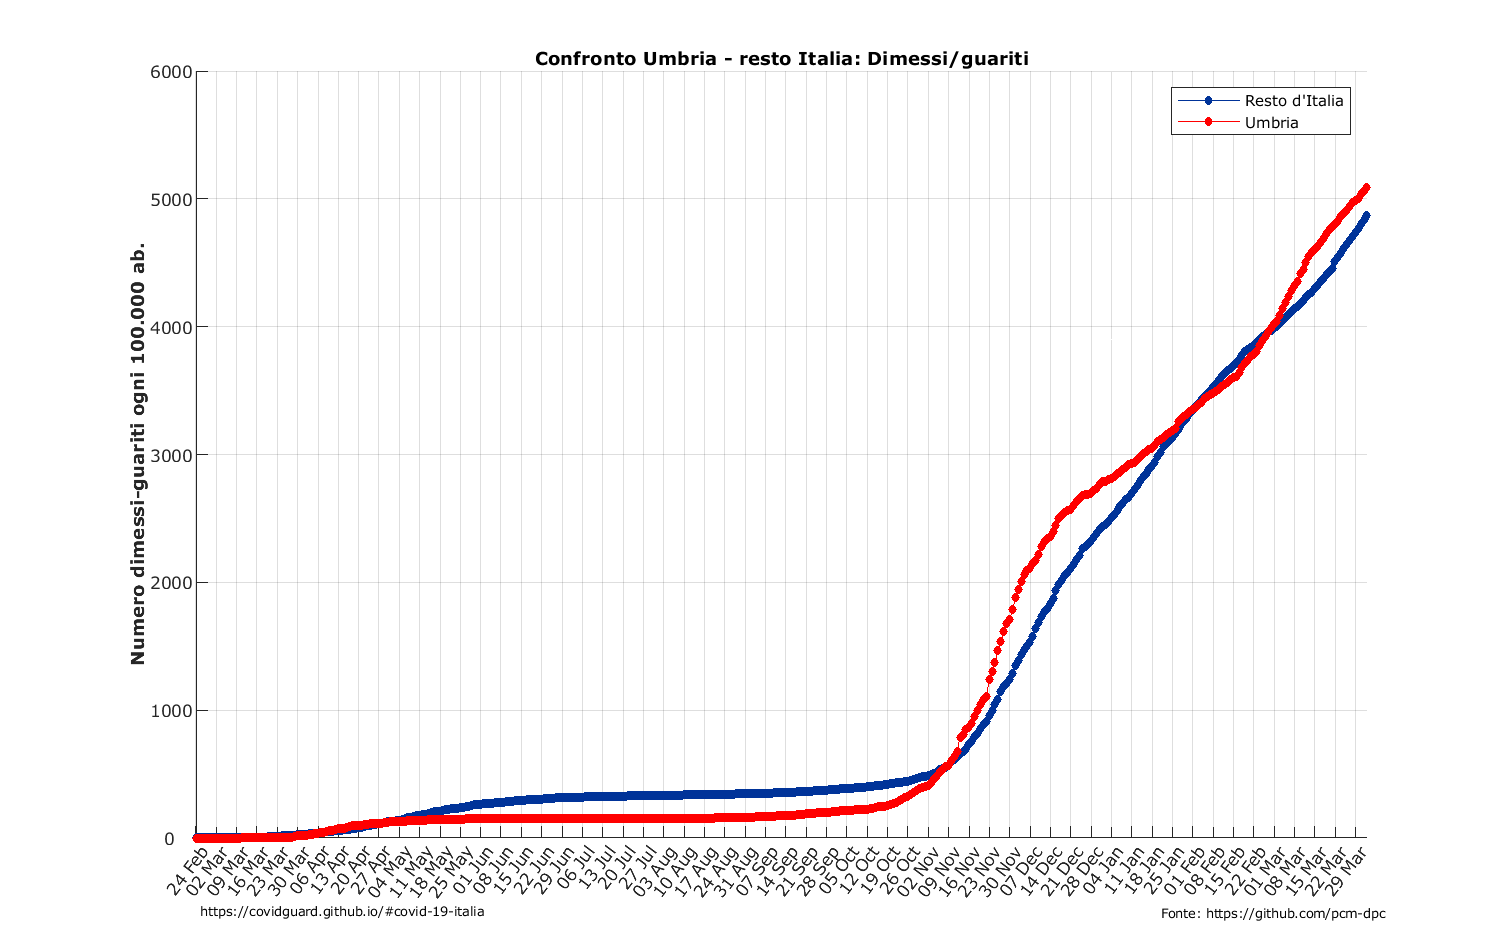 Confronto Umbria - resto Italia: Dimessi/guariti
Numero dimessi-guariti ogni 100.000 ab.
6000
5000
4000
3000
2000
1000
0
Resto d'Italia
Umbria
24 Feb
02 Mar
09 Mar
16 Mar
23 Mar
30 Mar
06 Apr
13 Apr
20 Apr
27 Apr
04 May
11 May
18 May
25 May
01 Jun
08 Jun
15 Jun
22 Jun
29 Jun
06 Jul
13 Jul
20 Jul
27 Jul
03 Aug
10 Aug
17 Aug
24 Aug
31 Aug
07 Sep
14 Sep
21 Sep
28 Sep
05 Oct
12 Oct
19 Oct
26 Oct
02 Nov
09 Nov
16 Nov
23 Nov
30 Nov
07 Dec
14 Dec
21 Dec
28 Dec
04 Jan
11 Jan
18 Jan
25 Jan
01 Feb
08 Feb
15 Feb
22 Feb
01 Mar
08 Mar
15 Mar
22 Mar
29 Mar
https://covidguard.github.io/#covid-19-italia
Fonte: https://github.com/pcm-dpc